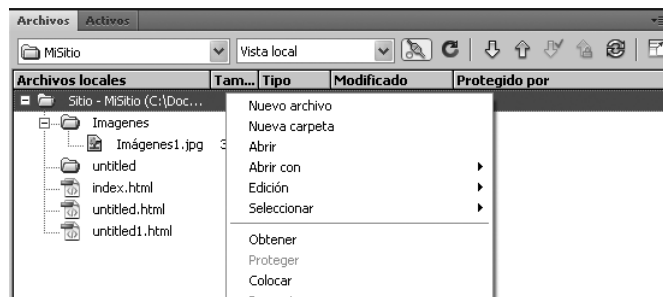 Archivos Activos
MiSitio Vista local
Archivos locales Tam... Tipo Modificado Protegido por
Sitio - MiSitio (C:\Doc...
Imagenes
Imágenes1.jpg 3
untitled
index.html
untitled.html
untitled1.html
Nuevo archivo
Nueva carpeta
Abrir
Abrir con
Edición
Seleccionar
Obtener
Proteger
Colocar